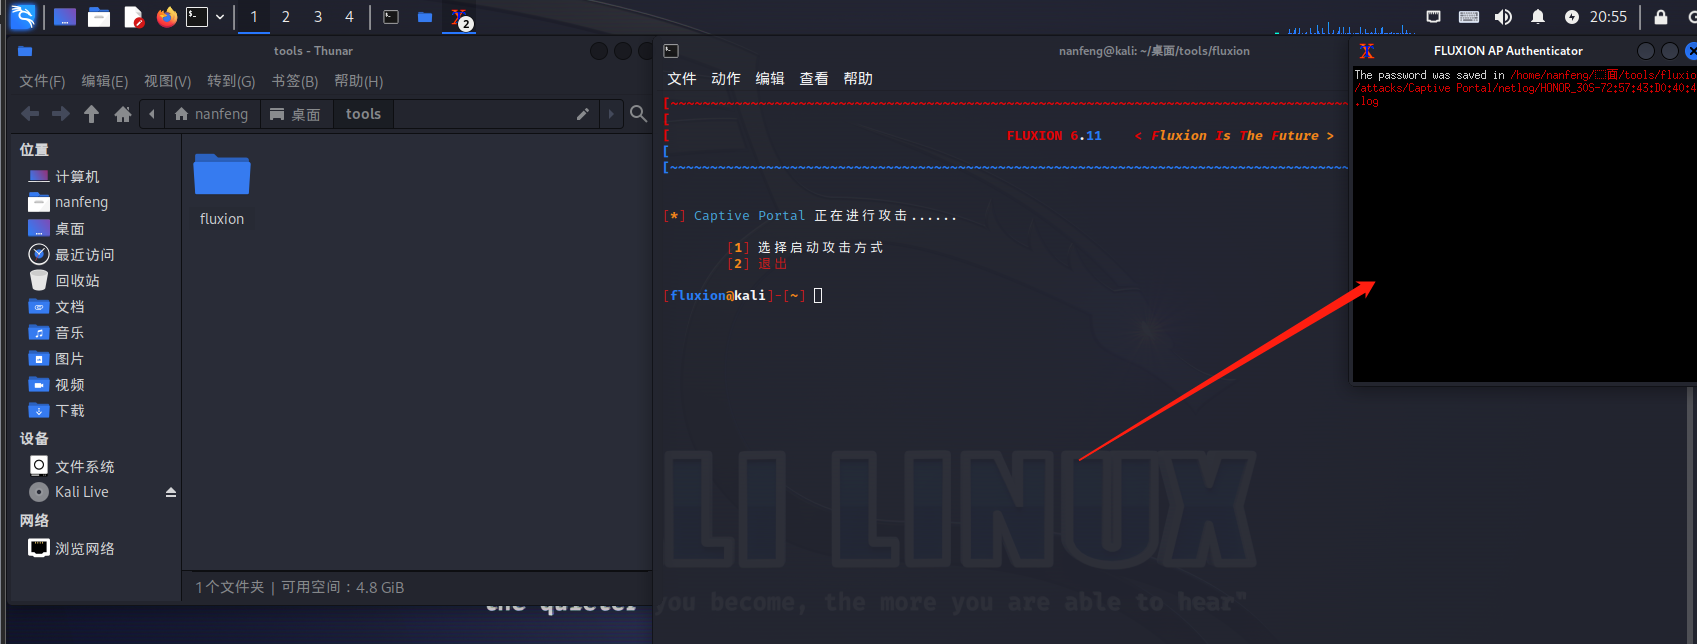 1 2 3 4
2
20:55
tools - Thunar
文件(F) 编辑(E) 视图(V) 转到(G) 书签(B) 帮助(H)
nanfeng 桌面 tools
位置
计算机
nanfeng
桌面
最近访问
回收站
文档
音乐
图片
视频
下载
设备
文件系统
Kali Live
网络
浏览网络
fluxion
1个文件夹 | 可用空间：4.8 GiB
nanfeng@kali: ~/桌面/tools/fluxion
文件 动作 编辑 查看 帮助
FLUXION 6.11 < Fluxion Is The Future >
[*] Captive Portal 正在进行攻击......
[1] 选择启动攻击方式
[2] 退出
[fluxion@kali]-[~]
LI LINUX
the quieter you become, the more you are able to hear"
FLUXION AP Authenticator
The password was saved in /home/nanfeng/面/tools/fluxio
/attacks/Captive Portal/netlog/HONOR_30S-72:57:43:D0:40:4
.log